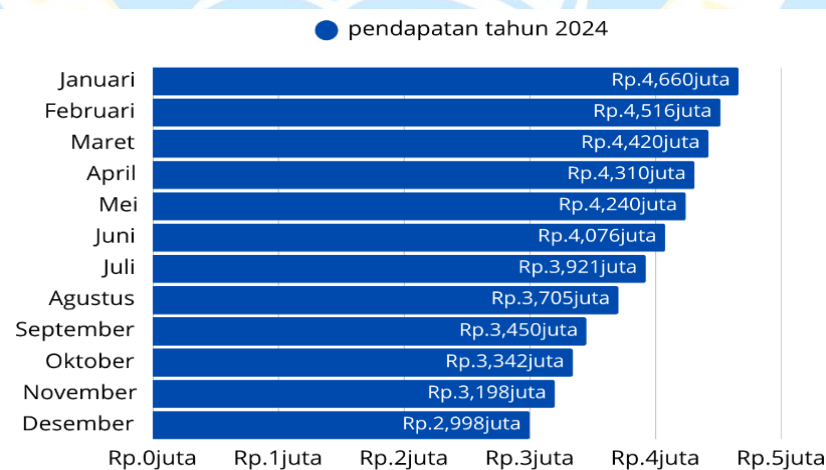 pendapatan tahun 2024
Januari Rp.4,660juta
Februari Rp.4,516juta
Maret Rp.4,420juta
April Rp.4,310juta
Mei Rp.4,240juta
Juni Rp.4,076juta
Juli Rp.3,921juta
Agustus Rp.3,705juta
September Rp.3,450juta
Oktober Rp.3,342juta
November Rp.3,198juta
Desember Rp.2,998juta
Rp.0juta Rp.1juta Rp.2juta Rp.3juta Rp.4juta Rp.5juta